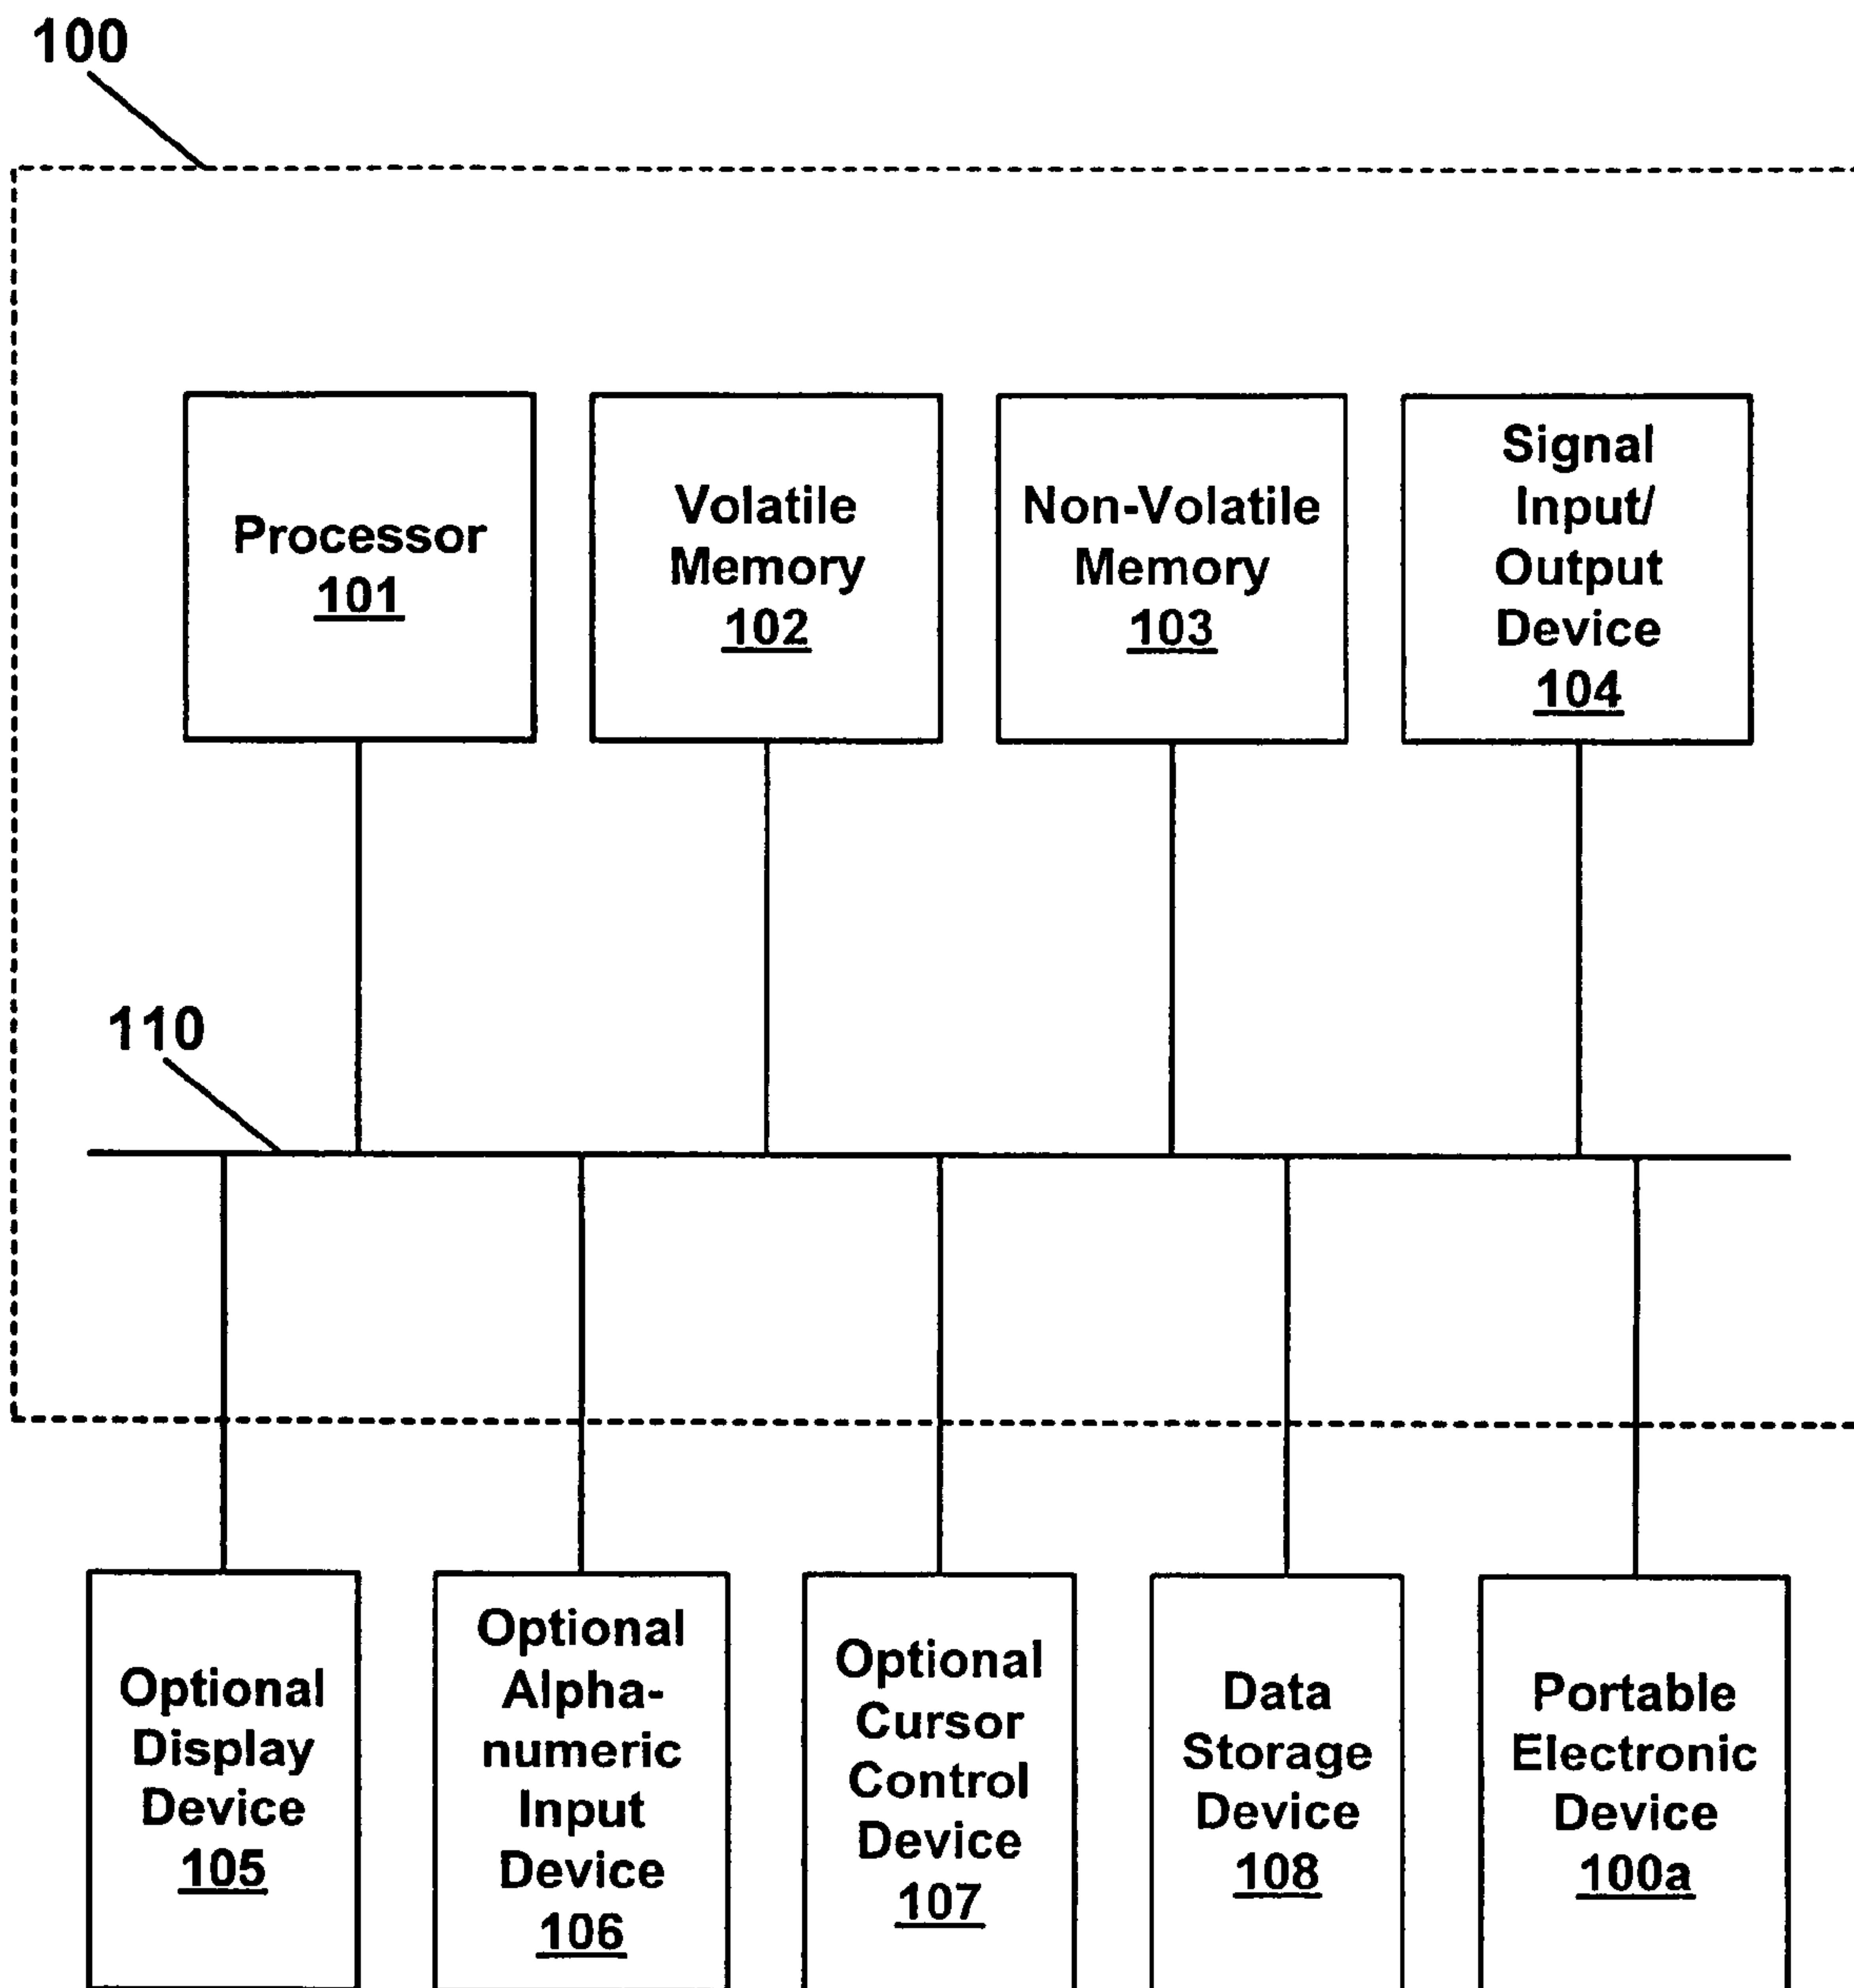 100
Processor
101
Volatile
Memory
102
Non-Volatile
Memory
103
Signal
Input/
Output
Device
104
110
Optional
Display
Device
105
Optional
Alpha-
numeric
Input
Device
106
Optional
Cursor
Control
Device
107
Data
Storage
Device
108
Portable
Electronic
Device
100a